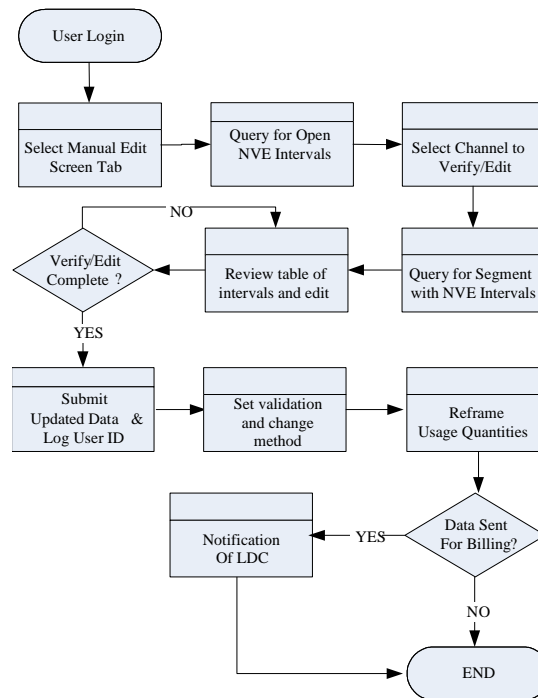 User Login
Select Manual Edit
Screen Tab
Query for Open
NVE Intervals
Select Channel to
Verify/Edit
NO
Verify/Edit
Complete ?
Review table of
intervals and edit
Query for Segment
with NVE Intervals
YES
Submit
Updated Data &
Log User ID
Set validation
and change
method
Reframe
Usage Quantities
Notification
Of LDC
YES
Data Sent
For Billing?
NO
END